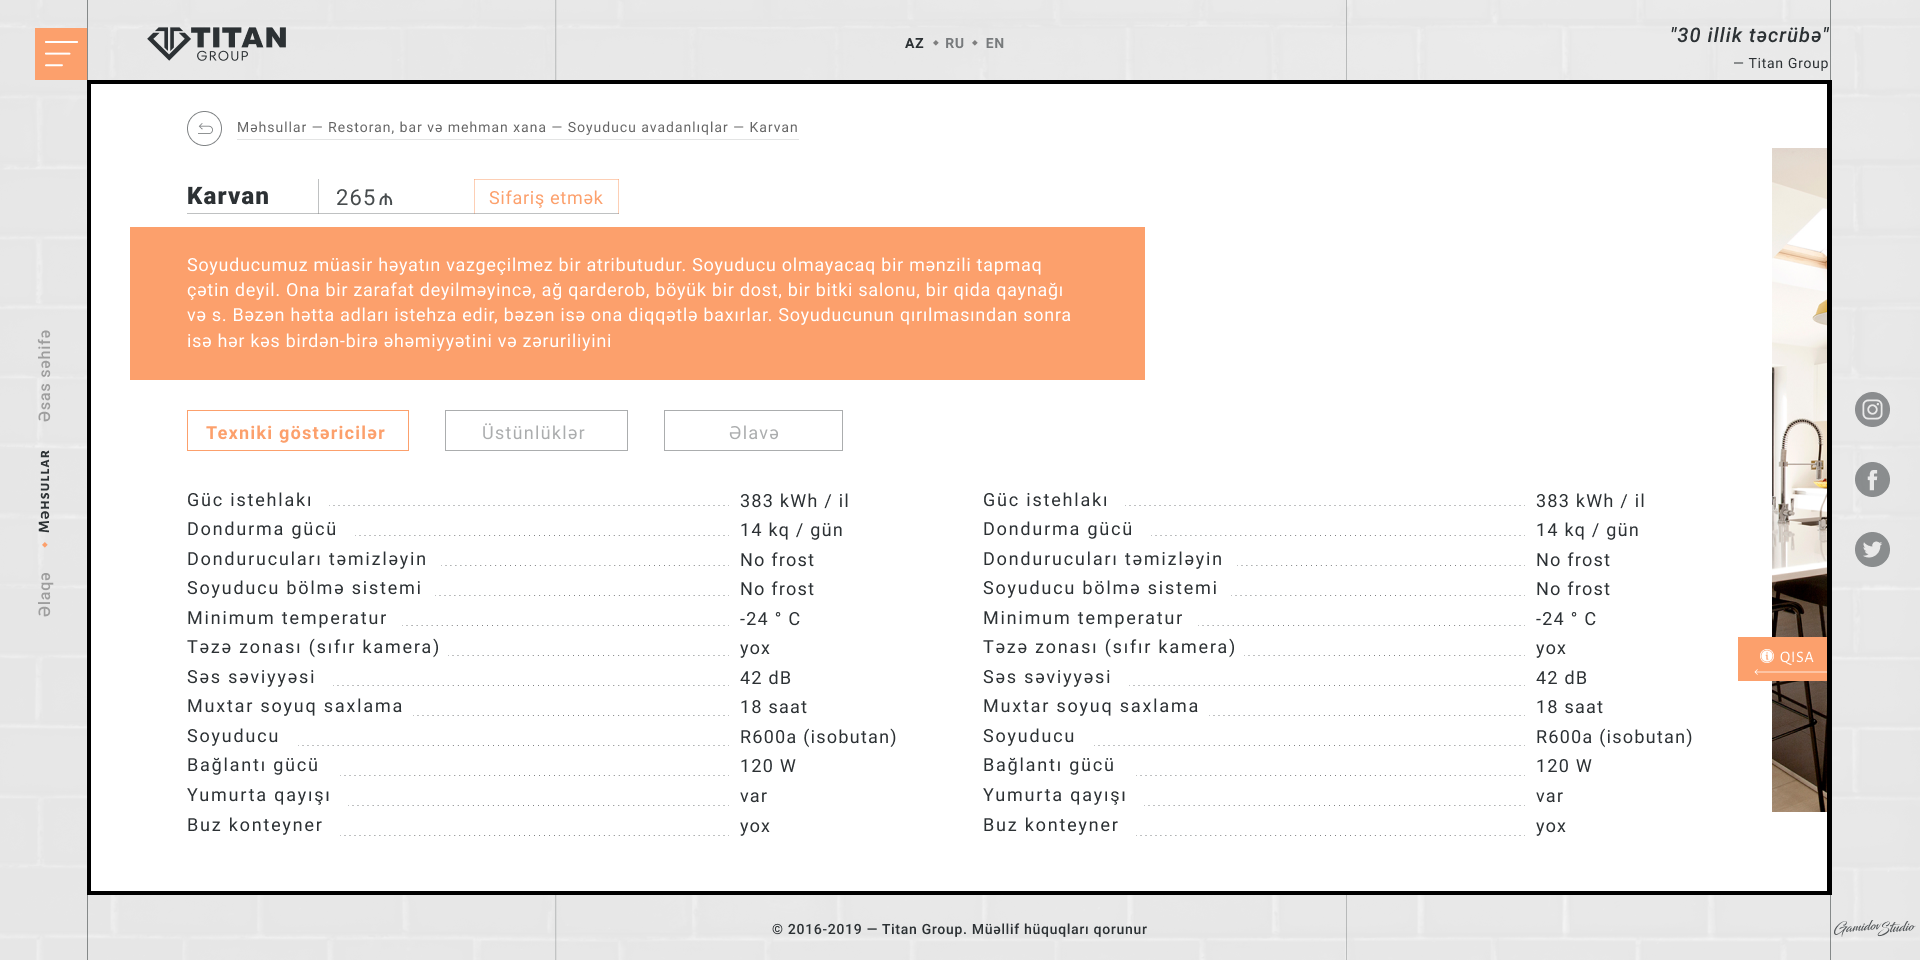 TITAN
GROUP
AZ • RU • EN
"30 illik təcrübə"
— Titan Group
Məhsullar — Restoran, bar və mehman xana — Soyuducu avadanlıqlar — Karvan
Karvan
265₼
Sifariş etmək
Soyuducumuz müasir həyatın vazgeçilmez bir atributudur. Soyuducu olmayacaq bir mənzili tapmaq
çətin deyil. Ona bir zarafat deyilməyincə, ağ qarderob, böyük bir dost, bir bitki salonu, bir qida qaynağı
və s. Bəzən hətta adları istehza edir, bəzən isə ona diqqətlə baxırlar. Soyuducunun qırılmasından sonra
isə hər kəs birdən-birə əhəmiyyətini və zəruriliyini
Texniki göstəricilər
Üstünlüklər
Əlavə
Güc istehlakı 383 kWh / il
Dondurma gücü 14 kq / gün
Dondurucuları təmizləyin No frost
Soyuducu bölmə sistemi No frost
Minimum temperatur -24 ° C
Təzə zonası (sıfır kamera) yox
Səs səviyyəsi 42 dB
Muxtar soyuq saxlama 18 saat
Soyuducu R600a (isobutan)
Bağlantı gücü 120 W
Yumurta qayışı var
Buz konteyner yox
Güc istehlakı 383 kWh / il
Dondurma gücü 14 kq / gün
Dondurucuları təmizləyin No frost
Soyuducu bölmə sistemi No frost
Minimum temperatur -24 ° C
Təzə zonası (sıfır kamera) yox
Səs səviyyəsi 42 dB
Muxtar soyuq saxlama 18 saat
Soyuducu R600a (isobutan)
Bağlantı gücü 120 W
Yumurta qayışı var
Buz konteyner yox
QISA
Əsas səhifə
• MƏHSULLAR
Əlaqə
© 2016-2019 — Titan Group. Müəllif hüquqları qorunur
Gamidov Studio